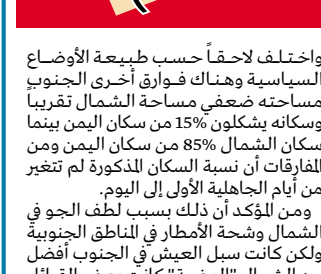 واختلف لاحقاً حسب طبيعة الأوضاع
السياسية وهناك فوارق أخرى الجنوب
مساحته ضعفي مساحة الشمال تقريباً
وسكانه يشكلون 15% من سكان اليمن بينما
سكان الشمال 85% من سكان اليمن ومن
المفارقات أن نسبة السكان المذكورة لم تتغير
من أيام الجاهلية الأولى إلى اليوم.
ومن المؤكد أن ذلك بسبب لطف الجو في
الشمال وشحة الأمطار في المناطق الجنوبية
ولكن كانت سبل العيش في الجنوب أفضل